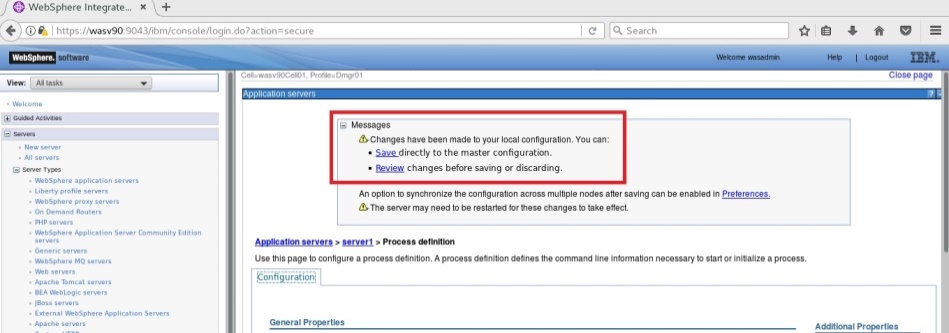 WebSphere Integrate...
https://wasv90:9043/ibm/console/login.do?action=secure
Search
WebSphere. software
Welcome wasadmin
Help | Logout
IBM.
View: All tasks
Welcome
Guided Activities
Servers
New server
All servers
Server Types
WebSphere application servers
Liberty profile servers
WebSphere proxy servers
On Demand Routers
PHP servers
WebSphere Application Server Community Edition
servers
Generic servers
WebSphere MQ servers
Web servers
Apache Tomcat servers
BEA WebLogic servers
JBoss servers
External WebSphere Application Servers
Apache servers
Cell=wasv90Cell01, Profile=Dmgr01
Close page
Application servers
?
Messages
Changes have been made to your local configuration. You can:
Save directly to the master configuration.
Review changes before saving or discarding.
An option to synchronize the configuration across multiple nodes after saving can be enabled in Preferences.
The server may need to be restarted for these changes to take effect.
Application servers > server1 > Process definition
Use this page to configure a process definition. A process definition defines the command line information necessary to start or initialize a process.
Configuration
General Properties
Additional Properties